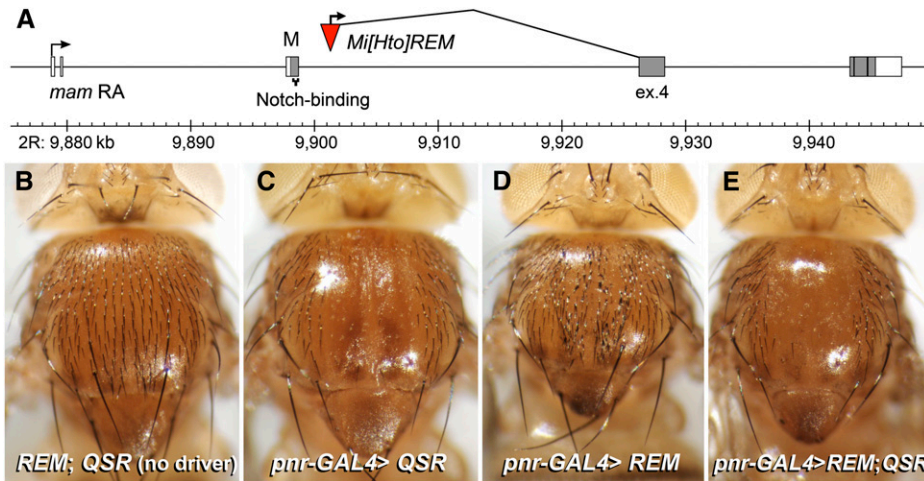 A
M
Mi[Hto]REM
mam RA
Notch-binding
ex.4
2R: 9,880 kb 9,890 9,900 9,910 9,920 9,930 9,940
B C D E
REM; QSR (no driver) pnr-GAL4> QSR pnr-GAL4> REM pnr-GAL4>REM;QSR